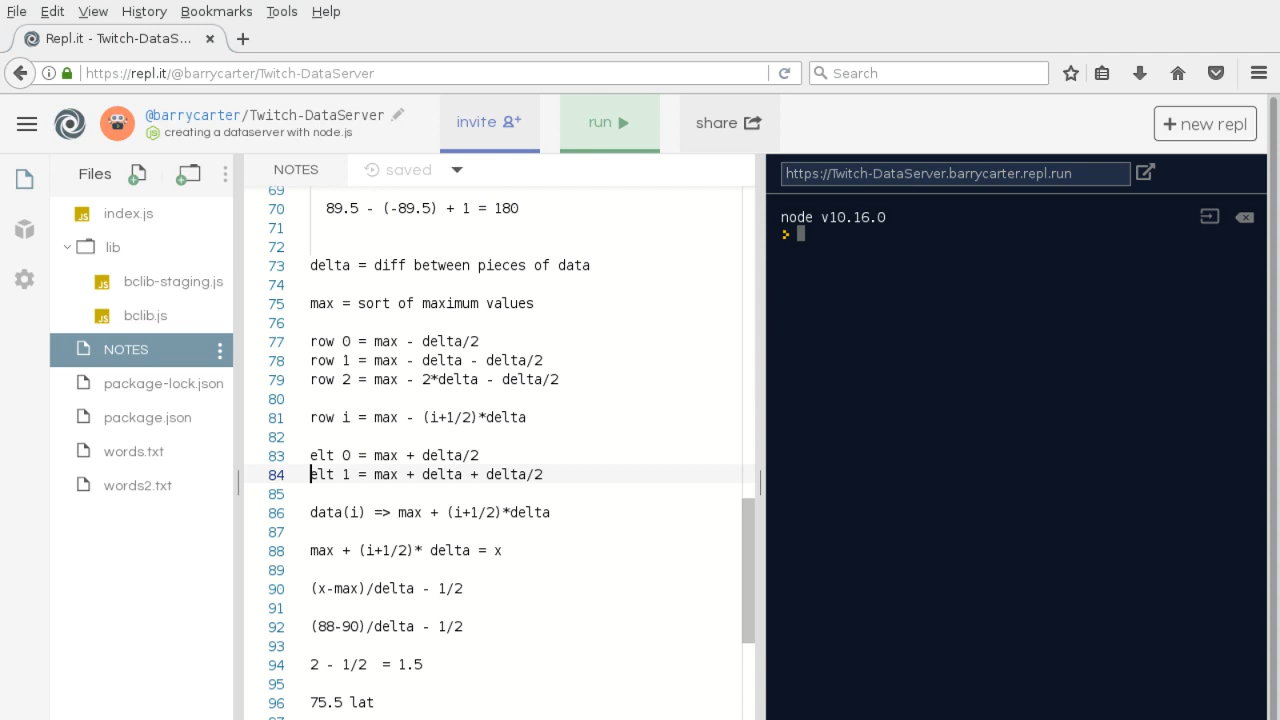 File Edit View History Bookmarks Tools Help
Repl.it - Twitch-DataS...
https://repl.it/@barrycarter/Twitch-DataServer
Search
@barrycarter/Twitch-DataServer
creating a dataserver with node.js
invite
run
share
+ new repl
Files
index.js
lib
bclib-staging.js
bclib.js
NOTES
package-lock.json
package.json
words.txt
words2.txt
NOTES
saved
69
70 89.5 - (-89.5) + 1 = 180
71
72
73 delta = diff between pieces of data
74
75 max = sort of maximum values
76
77 row 0 = max - delta/2
78 row 1 = max - delta - delta/2
79 row 2 = max - 2*delta - delta/2
80
81 row i = max - (i+1/2)*delta
82
83 elt 0 = max + delta/2
84 elt 1 = max + delta + delta/2
85
86 data(i) => max + (i+1/2)*delta
87
88 max + (i+1/2)* delta = x
89
90 (x-max)/delta - 1/2
91
92 (88-90)/delta - 1/2
93
94 2 - 1/2  = 1.5
95
96 75.5 lat
97
https://Twitch-DataServer.barrycarter.repl.run
node v10.16.0
>